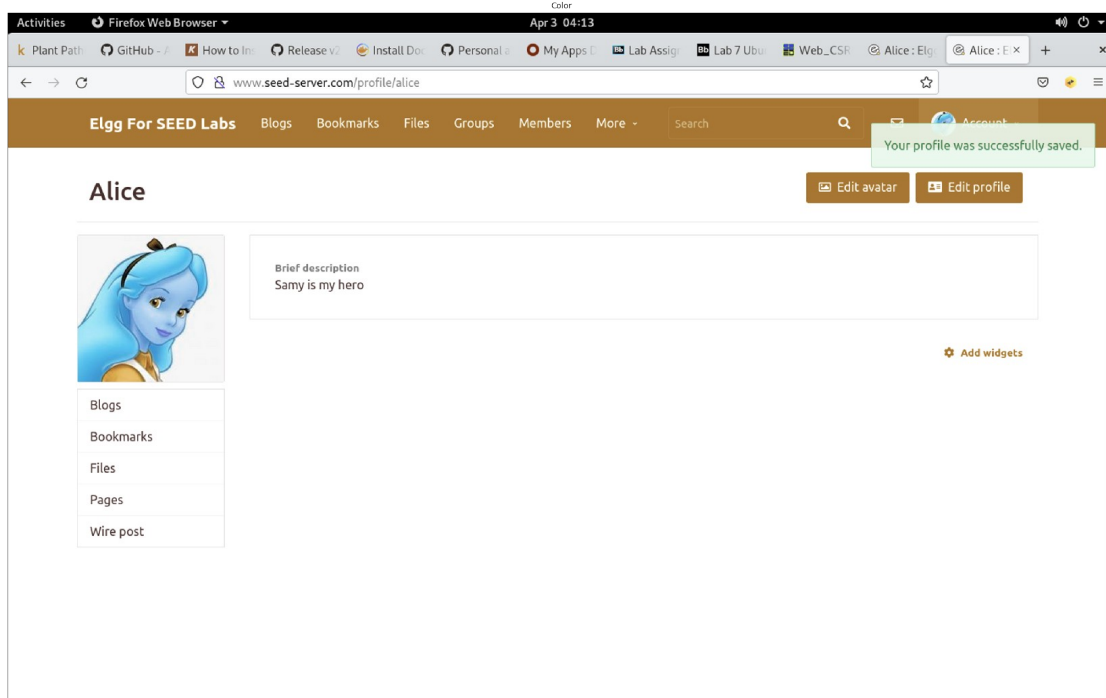 Color
Activities Firefox Web Browser Apr 3 04:13
Plant Path GitHub - How to Ins Release v2 Install Doc Personal a My Apps Lab Assig Lab 7 Ubu Web_CSR Alice : Elg Alice : E
www.seed-server.com/profile/alice
Elgg For SEED Labs Blogs Bookmarks Files Groups Members More Search Account
Your profile was successfully saved.
Alice
Edit avatar Edit profile
Brief description
Samy is my hero
Add widgets
Blogs
Bookmarks
Files
Pages
Wire post